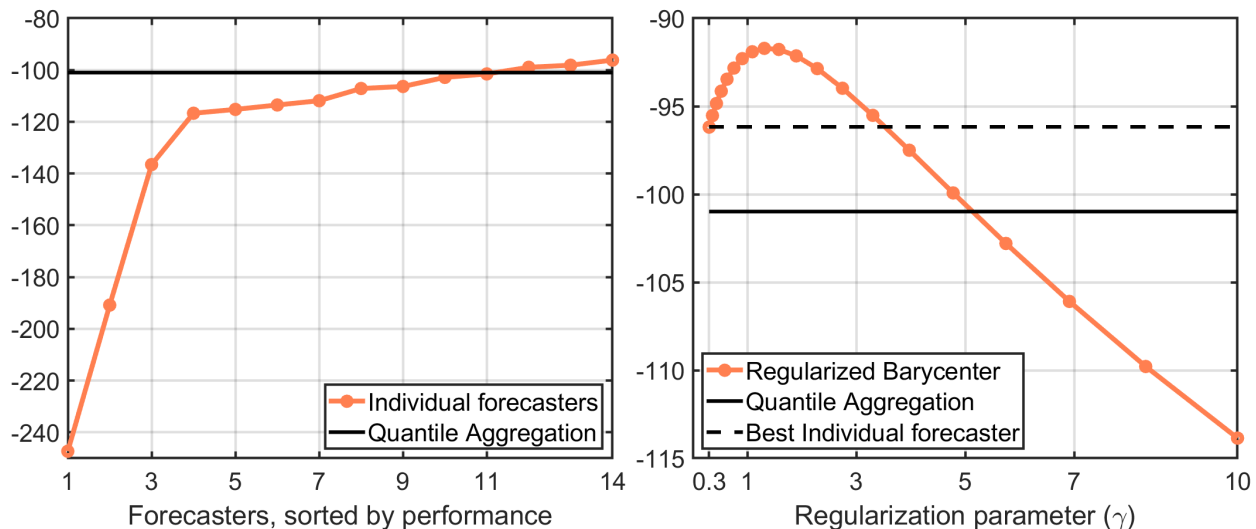 -80
-100
-120
-140
-160
-180
-200
-220
-240
1 3 5 7 9 11 14
Forecasters, sorted by performance
Individual forecasters
Quantile Aggregation
-90
-95
-100
-105
-110
-115
0.3 1 3 5 7 10
Regularization parameter (γ)
Regularized Barycenter
Quantile Aggregation
Best Individual forecaster